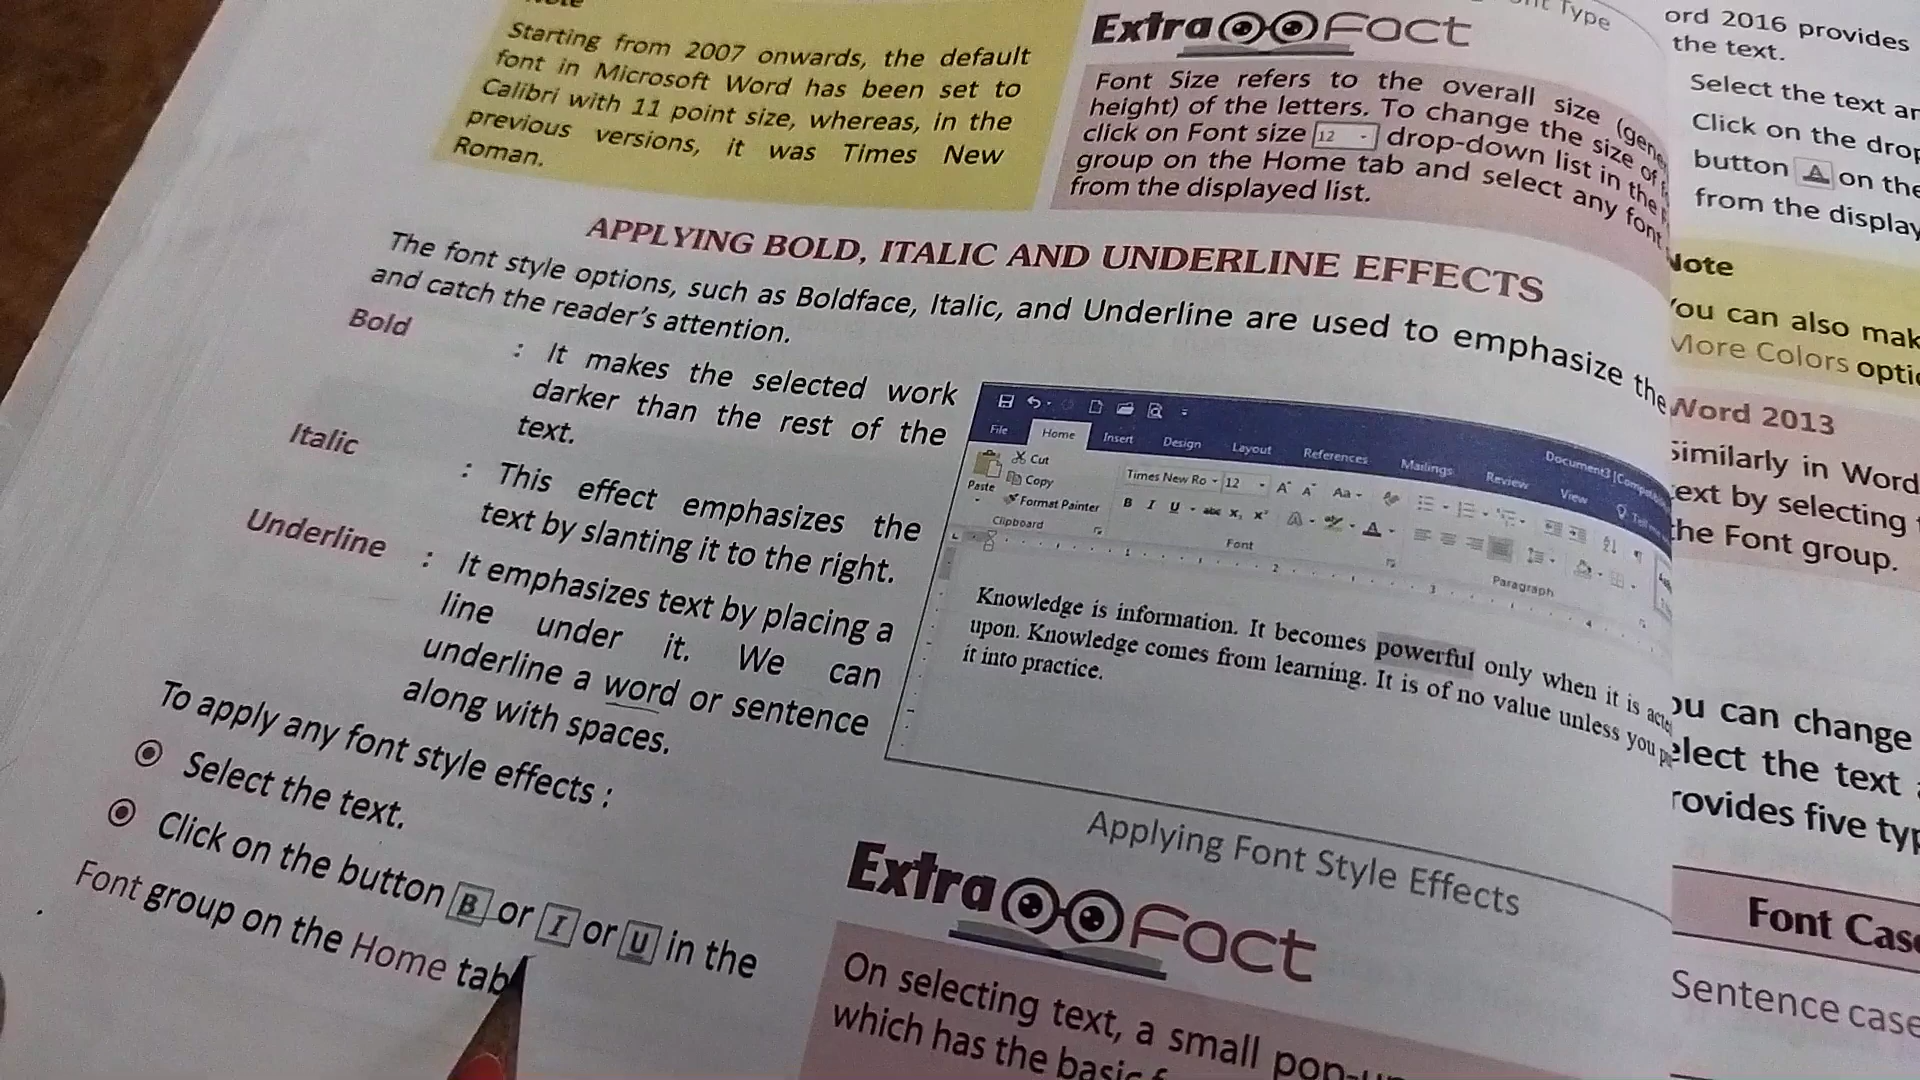 Note
Starting from 2007 onwards, the default
font in Microsoft Word has been set to
Calibri with 11 point size, whereas, in the
previous versions, it was Times New
Roman.
Type
Extra Fact
Font Size refers to the overall size
height) of the letters. To change the size of
click on Font size 12 drop-down list in the
group on the Home tab and select any font
from the displayed list.
APPLYING BOLD, ITALIC AND UNDERLINE EFFECTS
The font style options, such as Boldface, Italic, and Underline are used to emphasize the
and catch the reader's attention.
Bold : It makes the selected work
darker than the rest of the
text.
Italic : This effect emphasizes the
text by slanting it to the right.
Underline : It emphasizes text by placing a
line under it. We can
underline a word or sentence
along with spaces.
To apply any font style effects :
Select the text.
Click on the button B or I or U in the
Font group on the Home tab
Document3
File Home Insert Design Layout References Mailings Review View
Cut
Copy
Paste
Format Painter
Clipboard
Times New Ro 12 Aa
B I U abc
Font
Paragraph
Knowledge is information. It becomes powerful only when it is
upon. Knowledge comes from learning. It is of no value unless you
it into practice.
Applying Font Style Effects
Extra Fact
On selecting text, a small
which has the basic
ord 2016 provides
the text.
Select the text
Click on the
button A on the
from the
Note
ou can also
More Colors
Word 2013
Similarly in Word
ext by selecting
the Font group.
ou can change
elect the text
rovides five
Font
Sentence case